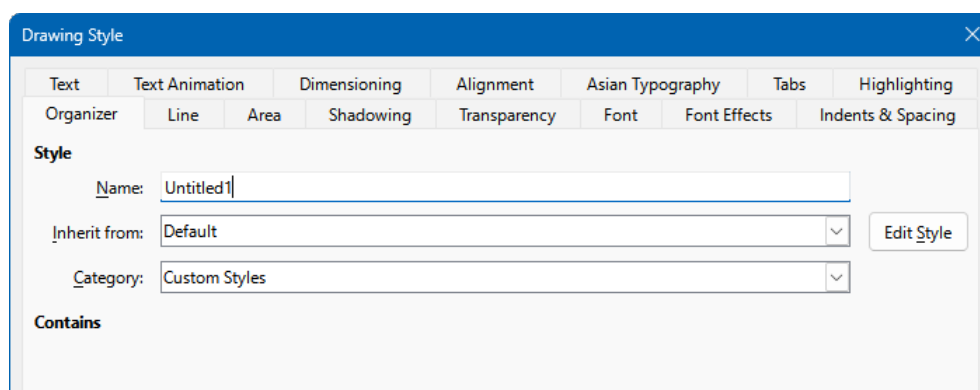 Drawing Style
Text Text Animation Dimensioning Alignment Asian Typography Tabs Highlighting
Organizer Line Area Shadowing Transparency Font Font Effects Indents & Spacing
Style
Name: Untitled1
Inherit from: Default Edit Style
Category: Custom Styles
Contains